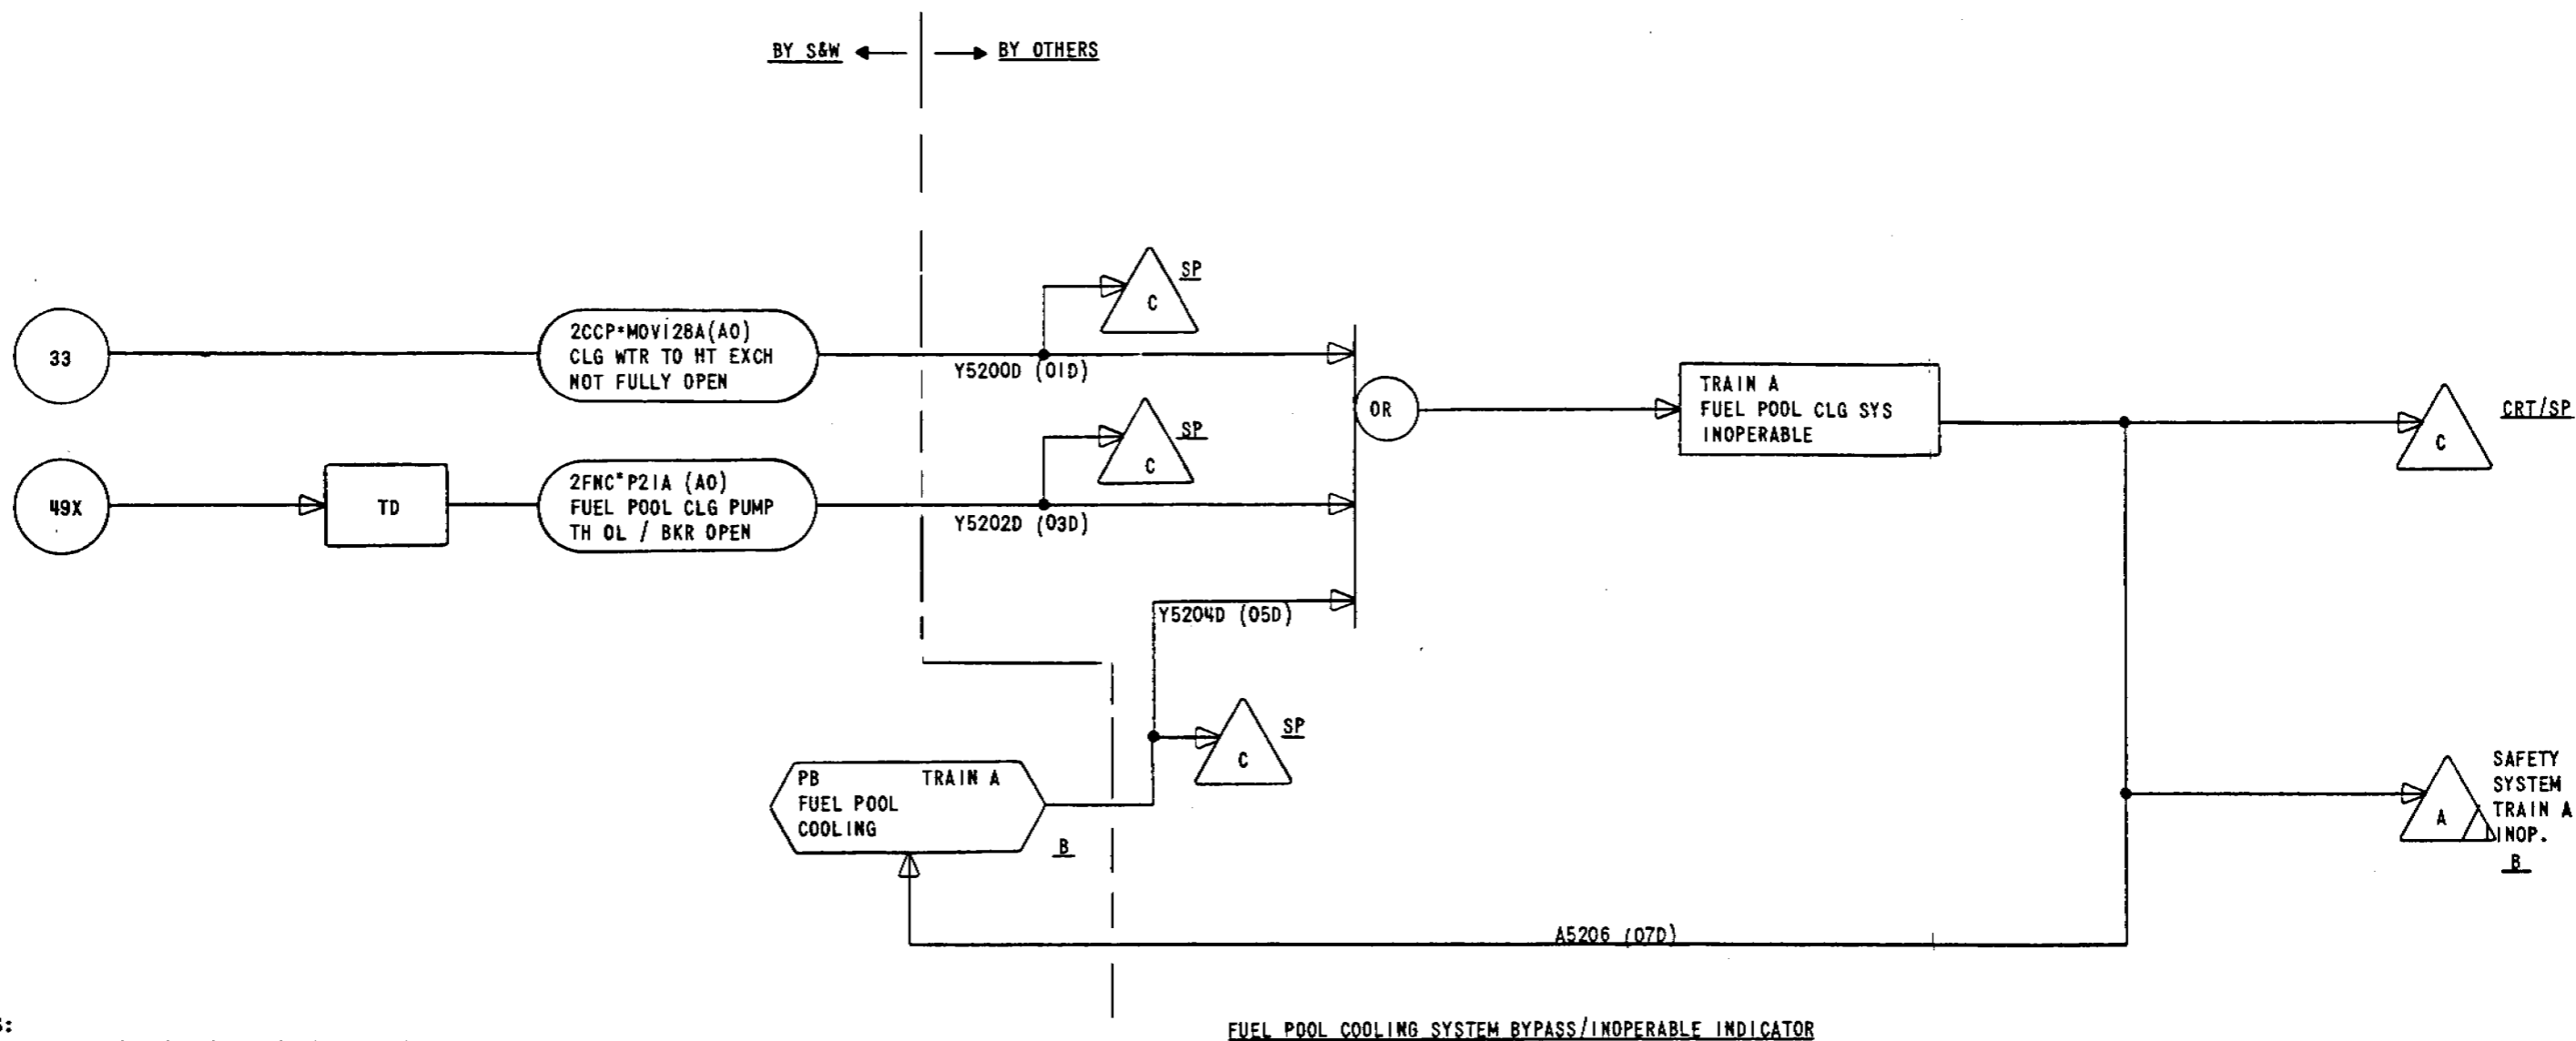 BY S&W
BY OTHERS
SP
C
33
2CCP*MOV128A(AO)
CLG WTR TO HT EXCH
NOT FULLY OPEN
Y5200D (01D)
SP
C
OR
TRAIN A
FUEL POOL CLG SYS
INOPERABLE
CRT/SP
C
49X
TD
2FNC*P21A (AO)
FUEL POOL CLG PUMP
TH OL / BKR OPEN
Y5202D (03D)
Y5204D (05D)
SP
C
PB TRAIN A
FUEL POOL
COOLING
B
SAFETY
SYSTEM
TRAIN A
INOP.
A
B
A5206 (07D)
S:
FUEL POOL COOLING SYSTEM BYPASS/INOPERABLE INDICATOR